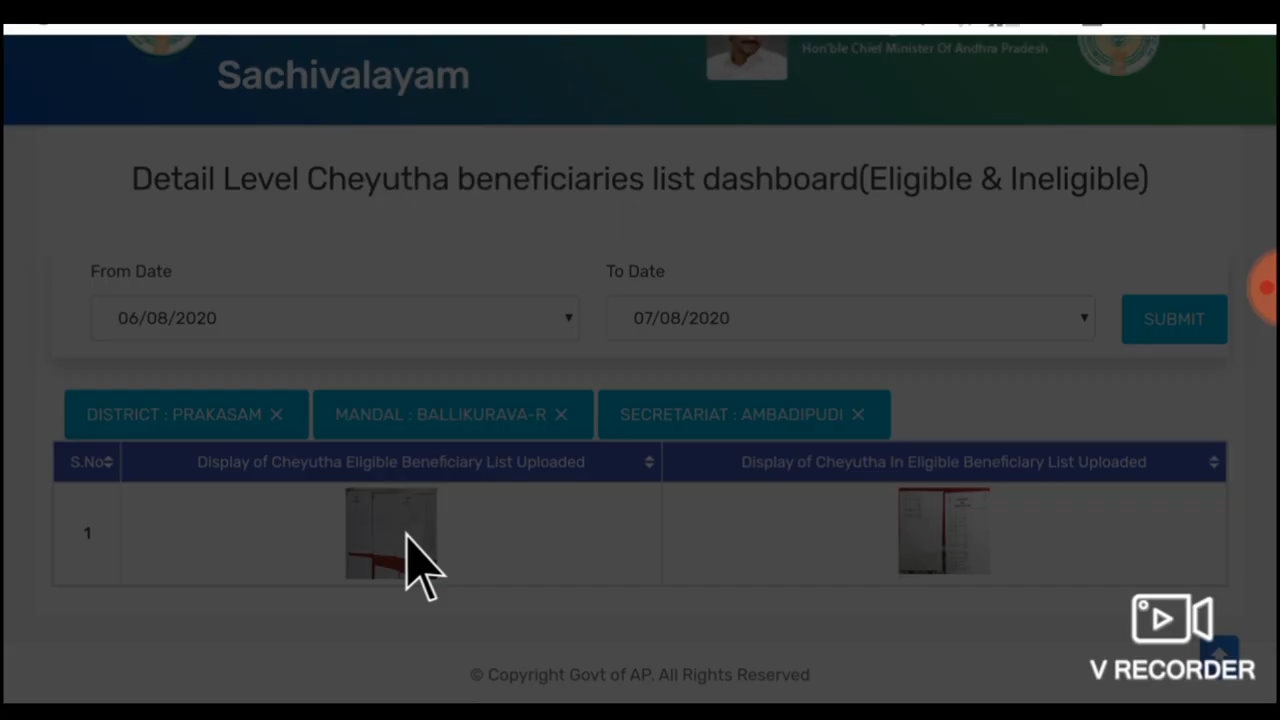 Hon'ble Chief Minister Of Andhra Pradesh
Sachivalayam
Detail Level Cheyutha beneficiaries list dashboard(Eligible & Ineligible)
From Date
To Date
06/08/2020
07/08/2020
SUBMIT
DISTRICT : PRAKASAM ✕
MANDAL : BALLIKURAVA-R ✕
SECRETARIAT : AMBADIPUDI ✕
S.No
Display of Cheyutha Eligible Beneficiary List Uploaded
Display of Cheyutha In Eligible Beneficiary List Uploaded
1
V RECORDER
© Copyright Govt of AP. All Rights Reserved